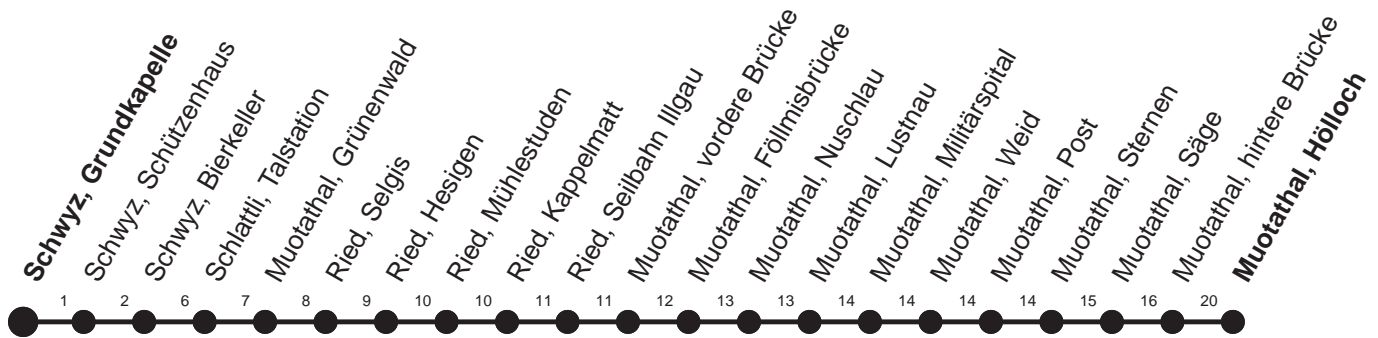 Schwyz, Grundkapelle
Schwyz, Schützenhaus
Schwyz, Bierkeller
Schlattli, Talstation
Muotathal, Grünenwald
Ried, Selgis
Ried, Hesigen
Ried, Mühlestuden
Ried, Kappelmatt
Ried, Seilbahn Illgau
Muotathal, vordere Brücke
Muotathal, Föllmisbrücke
Muotathal, Nuschlau
Muotathal, Lustnau
Muotathal, Militärspital
Muotathal, Weid
Muotathal, Post
Muotathal, Sternen
Muotathal, Säge
Muotathal, hintere Brücke
Muotathal, Hölloch
1 2 6 7 8 9 10 10 11 11 12 13 13 14 14 14 14 15 16 20